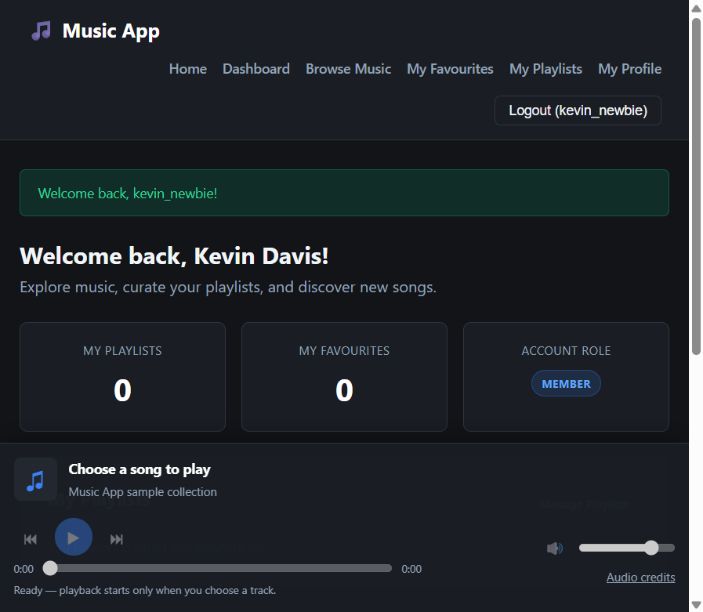 Music App
Home Dashboard Browse Music My Favourites My Playlists My Profile
Logout (kevin_newbie)
Welcome back, kevin_newbie!
Welcome back, Kevin Davis!
Explore music, curate your playlists, and discover new songs.
MY PLAYLISTS MY FAVOURITES ACCOUNT ROLE
0 0 MEMBER
Choose a song to play
Music App sample collection
0:00 0:00
Ready — playback starts only when you choose a track.
Audio credits